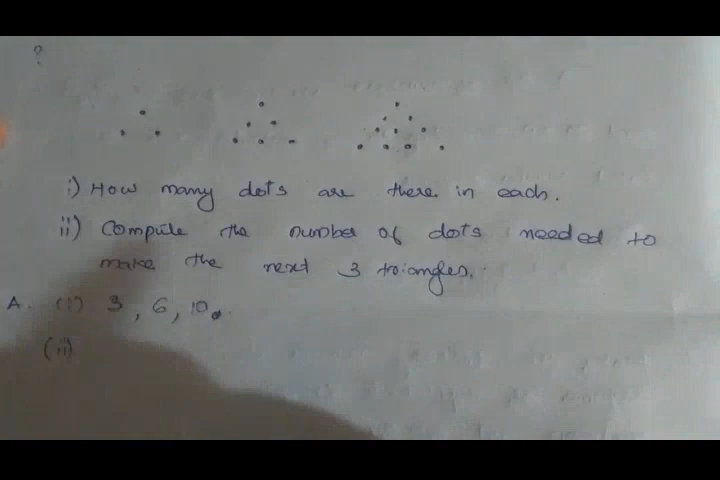 ?
i) How many dots are there in each.
ii) Compute the number of dots needed to
make the next 3 triangles.
A. (i) 3, 6, 10.
(ii)